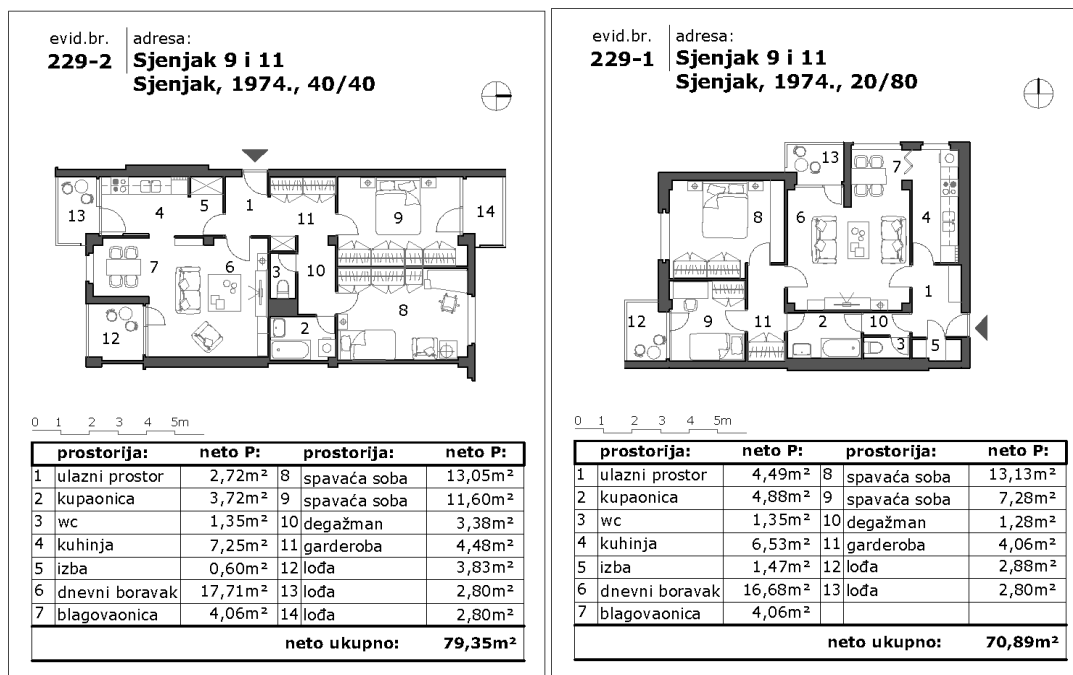 evid.br. adresa:
229-2 Sjenjak 9 i 11
Sjenjak, 1974., 40/40
13
4
5
1
11
9
14
7
6
3
10
8
12
2
0 1 2 3 4 5m
prostorija: neto P: prostorija: neto P:
1 ulazni prostor 2,72m² 8 spavaća soba 13,05m²
2 kupaonica 3,72m² 9 spavaća soba 11,60m²
3 wc 1,35m² 10 degažman 3,38m²
4 kuhinja 7,25m² 11 garderoba 4,48m²
5 izba 0,60m² 12 lođa 3,83m²
6 dnevni boravak 17,71m² 13 lođa 2,80m²
7 blagovaonica 4,06m² 14 lođa 2,80m²
neto ukupno: 79,35m²
evid.br. adresa:
229-1 Sjenjak 9 i 11
Sjenjak, 1974., 20/80
13
7
8
6
4
1
12
9
11
2
10
3
5
0 1 2 3 4 5m
prostorija: neto P: prostorija: neto P:
1 ulazni prostor 4,49m² 8 spavaća soba 13,13m²
2 kupaonica 4,88m² 9 spavaća soba 7,28m²
3 wc 1,35m² 10 degažman 1,28m²
4 kuhinja 6,53m² 11 garderoba 4,06m²
5 izba 1,47m² 12 lođa 2,88m²
6 dnevni boravak 16,68m² 13 lođa 2,80m²
7 blagovaonica 4,06m²
neto ukupno: 70,89m²